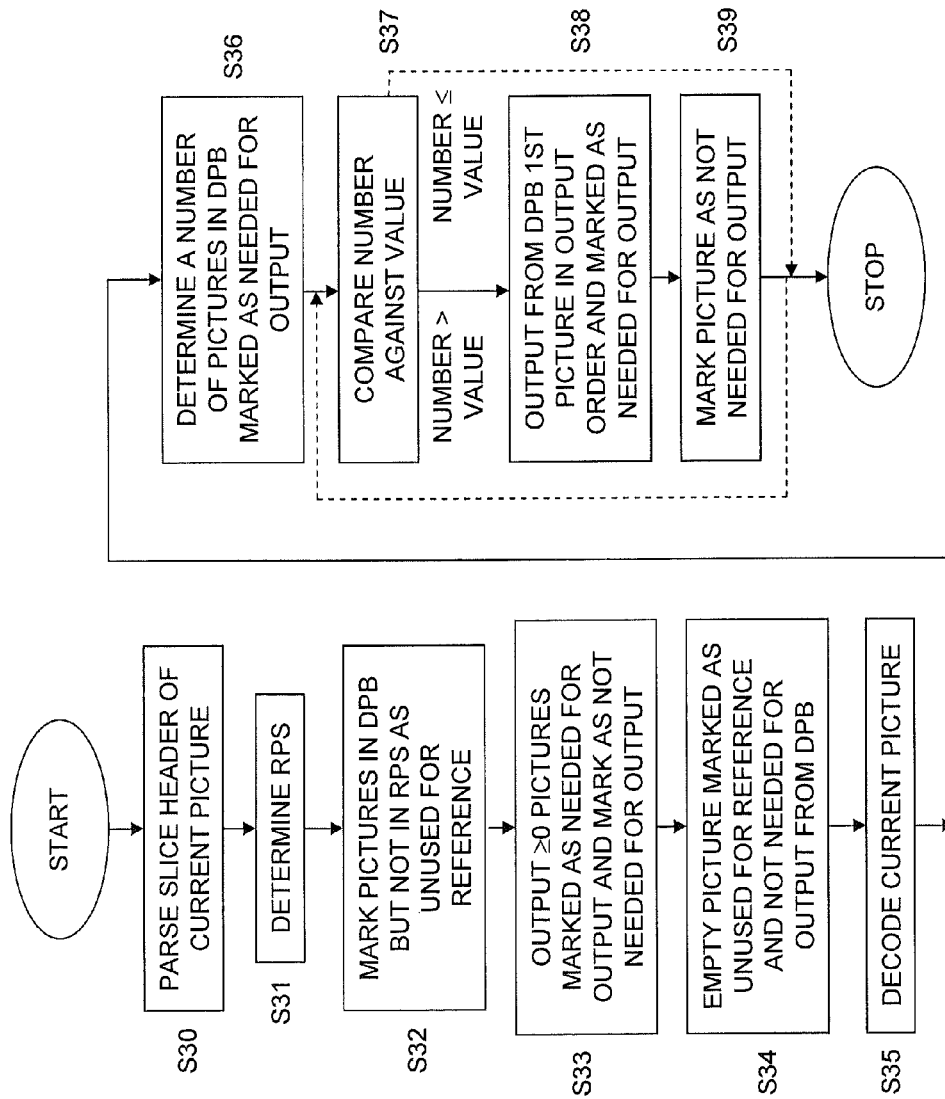 START
PARSE SLICE HEADER OF
CURRENT PICTURE
S30
DETERMINE RPS
S31
MARK PICTURES IN DPB
BUT NOT IN RPS AS
UNUSED FOR
REFERENCE
S32
OUTPUT ≥0 PICTURES
MARKED AS NEEDED FOR
OUTPUT AND MARK AS NOT
NEEDED FOR OUTPUT
S33
EMPTY PICTURE MARKED AS
UNUSED FOR REFERENCE
AND NOT NEEDED FOR
OUTPUT FROM DPB
S34
DECODE CURRENT PICTURE
S35
DETERMINE A NUMBER
OF PICTURES IN DPB
MARKED AS NEEDED FOR
OUTPUT
S36
COMPARE NUMBER
AGAINST VALUE
S37
NUMBER >
VALUE
NUMBER ≤
VALUE
OUTPUT FROM DPB 1ST
PICTURE IN OUTPUT
ORDER AND MARKED AS
NEEDED FOR OUTPUT
S38
MARK PICTURE AS NOT
NEEDED FOR OUTPUT
S39
STOP